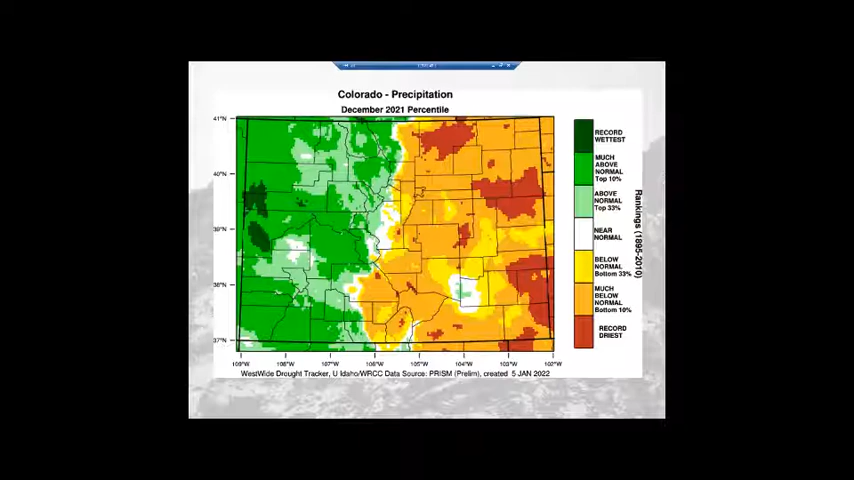 Colorado - Precipitation
December 2021 Percentile
41°N
40°N
39°N
38°N
37°N
109°W 108°W 107°W 106°W 105°W 104°W 103°W 102°W
RECORD
WETTEST
MUCH
ABOVE
NORMAL
Top 10%
ABOVE
NORMAL
Top 33%
NEAR
NORMAL
BELOW
NORMAL
Bottom 33%
MUCH
BELOW
NORMAL
Bottom 10%
RECORD
DRIEST
Rankings (1895-2010)
WestWide Drought Tracker, U Idaho/WRCC Data Source: PRISM (Prelim), created 5 JAN 2022